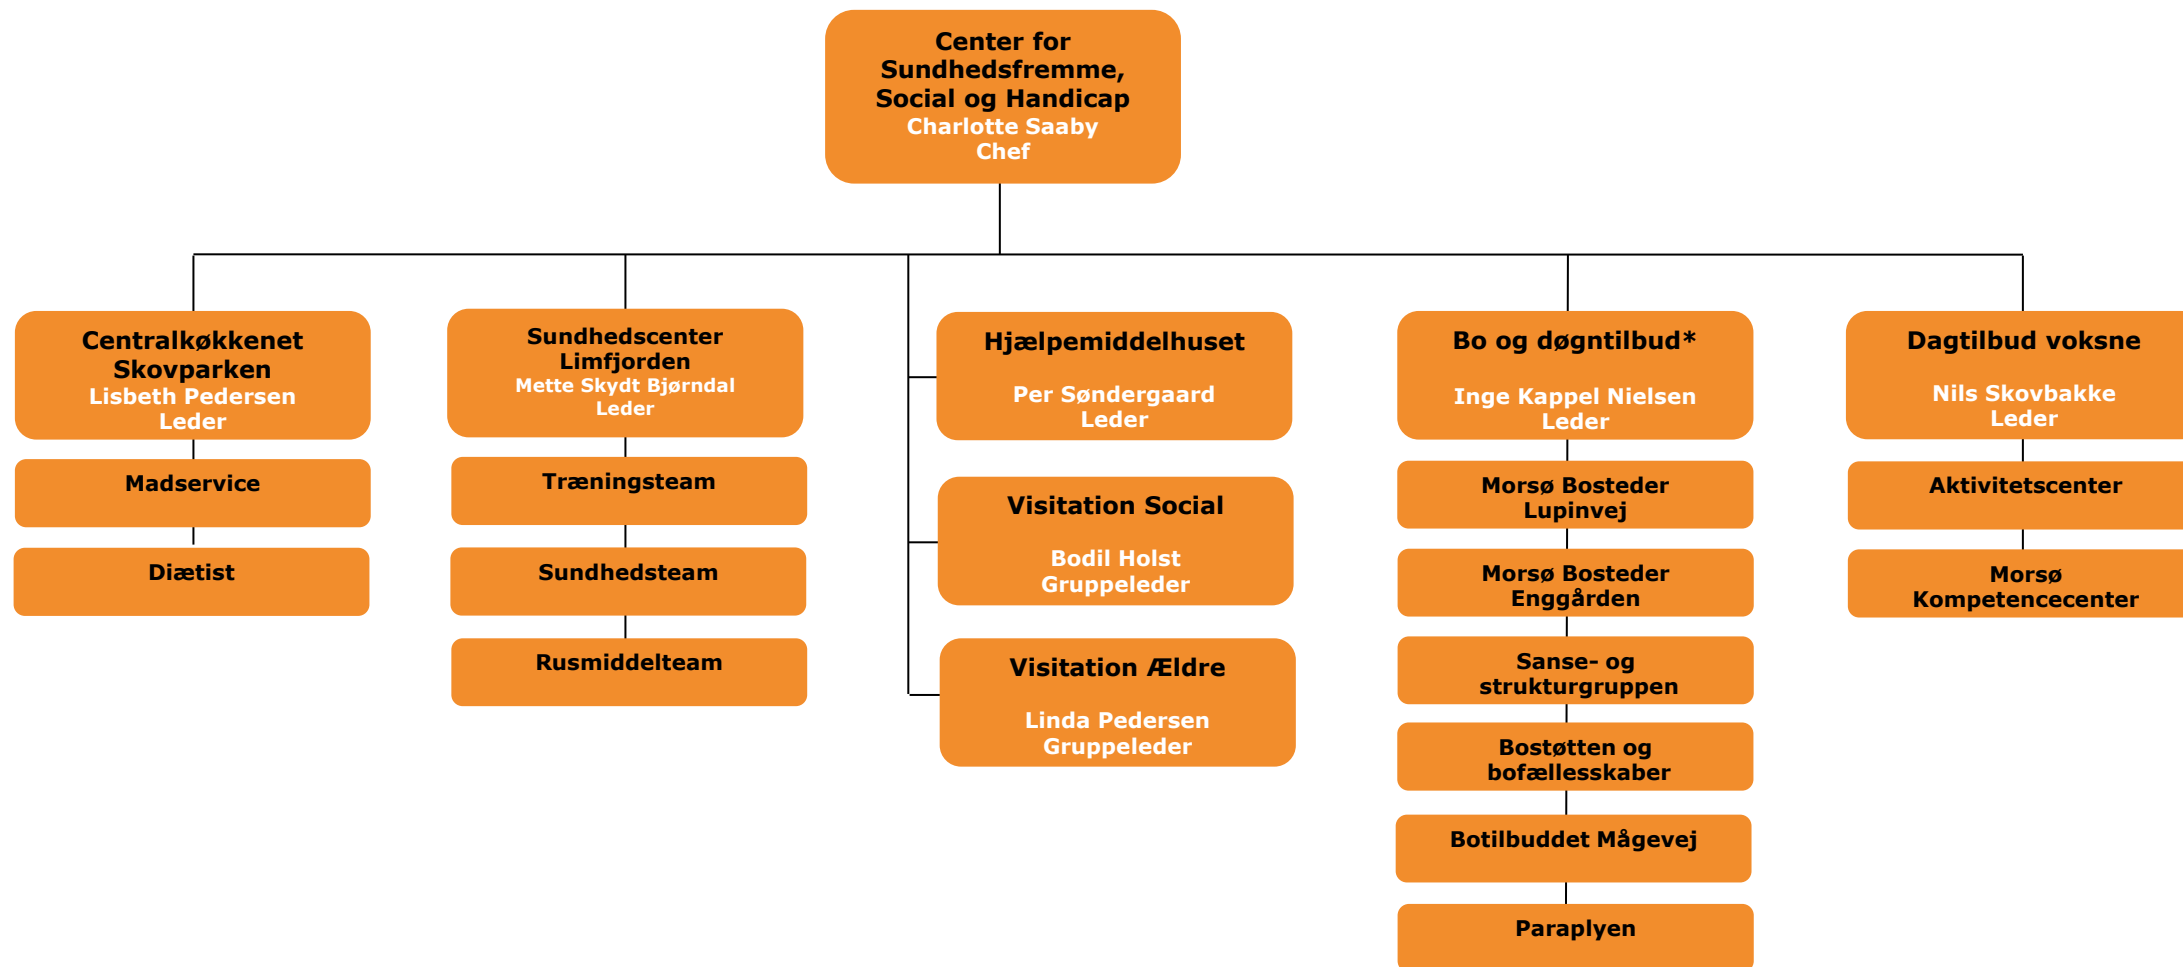 Center for
Sundhedsfremme,
Social og Handicap
Charlotte Saaby
Chef
Centralkøkkenet
Skovparken
Lisbeth Pedersen
Leder
Madservice
Diætist
Sundhedscenter
Limfjorden
Mette Skydt Bjørndal
Leder
Træningsteam
Sundhedsteam
Rusmiddelteam
Hjælpemiddelhuset
Per Søndergaard
Leder
Visitation Social
Bodil Holst
Gruppeleder
Visitation Ældre
Linda Pedersen
Gruppeleder
Bo og døgntilbud*
Inge Kappel Nielsen
Leder
Morsø Bosteder
Lupinvej
Morsø Bosteder
Enggården
Sanse- og
strukturgruppen
Bostøtten og
bofællesskaber
Botilbuddet Mågevej
Paraplyen
Dagtilbud voksne
Nils Skovbakke
Leder
Aktivitetscenter
Morsø
Kompetencecenter